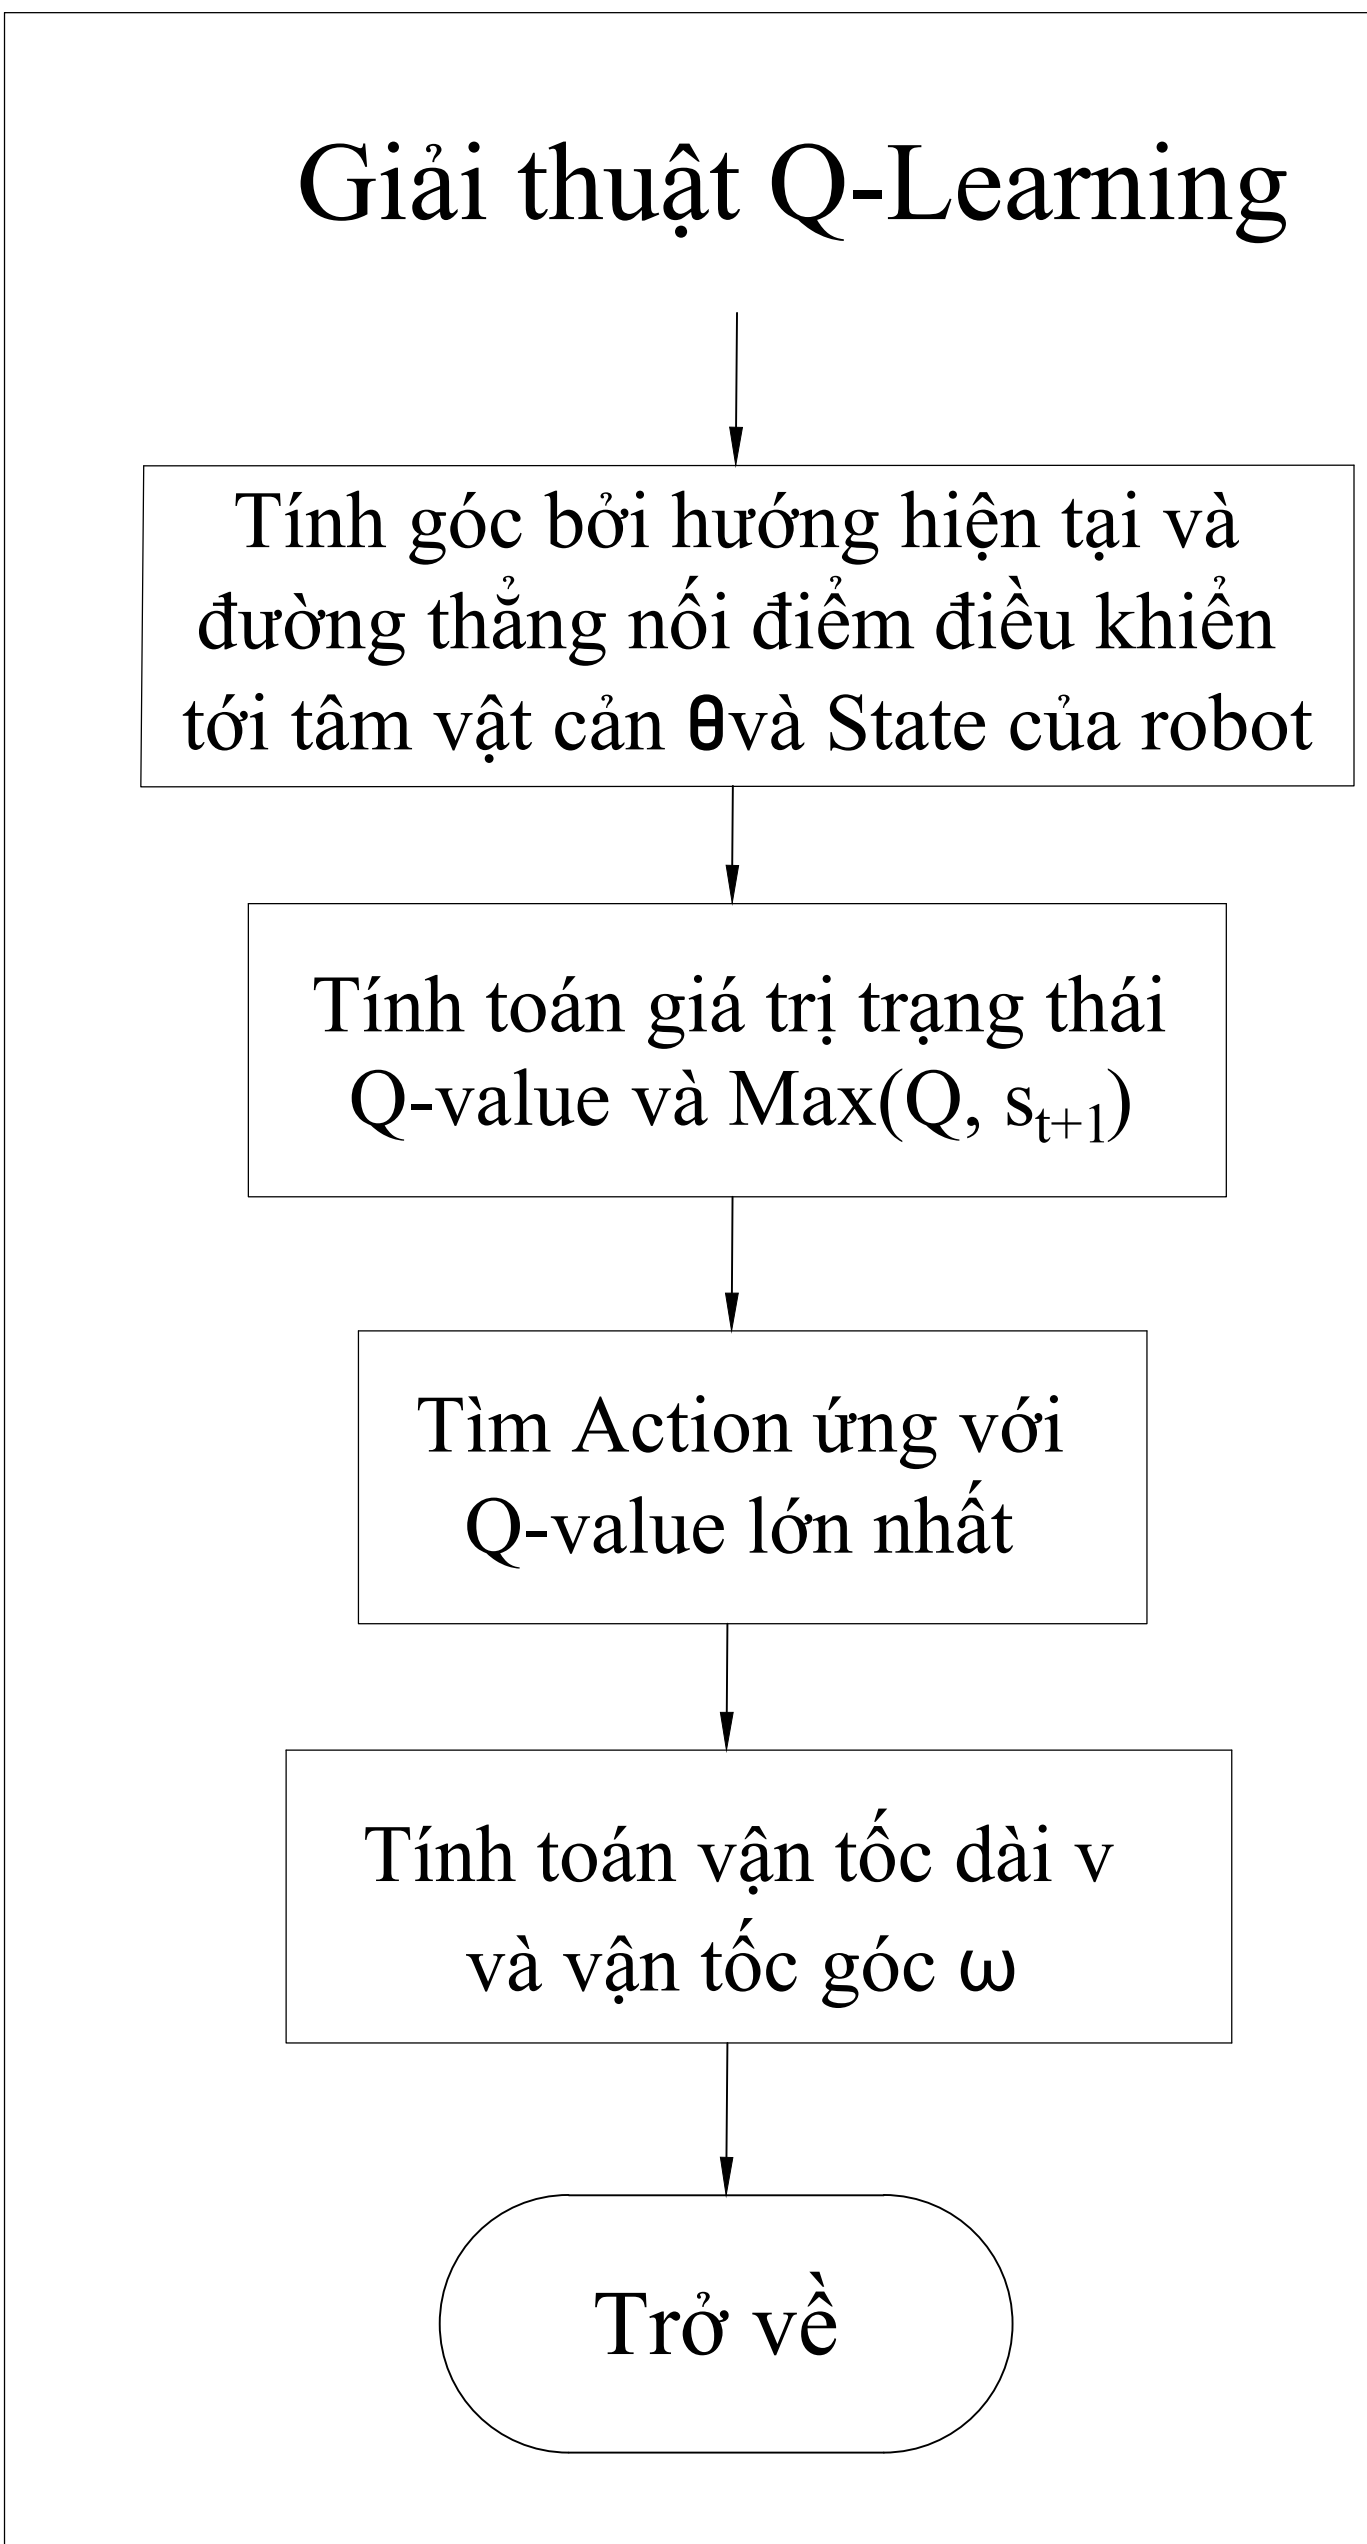 Giải thuật Q-Learning
Tính góc bởi hướng hiện tại và
đường thẳng nối điểm điều khiển
tới tâm vật cản θvà State của robot
Tính toán giá trị trạng thái
Q-value và Max(Q, sₜ₊₁)
Tìm Action ứng với
Q-value lớn nhất
Tính toán vận tốc dài v
và vận tốc góc ω
Trở về